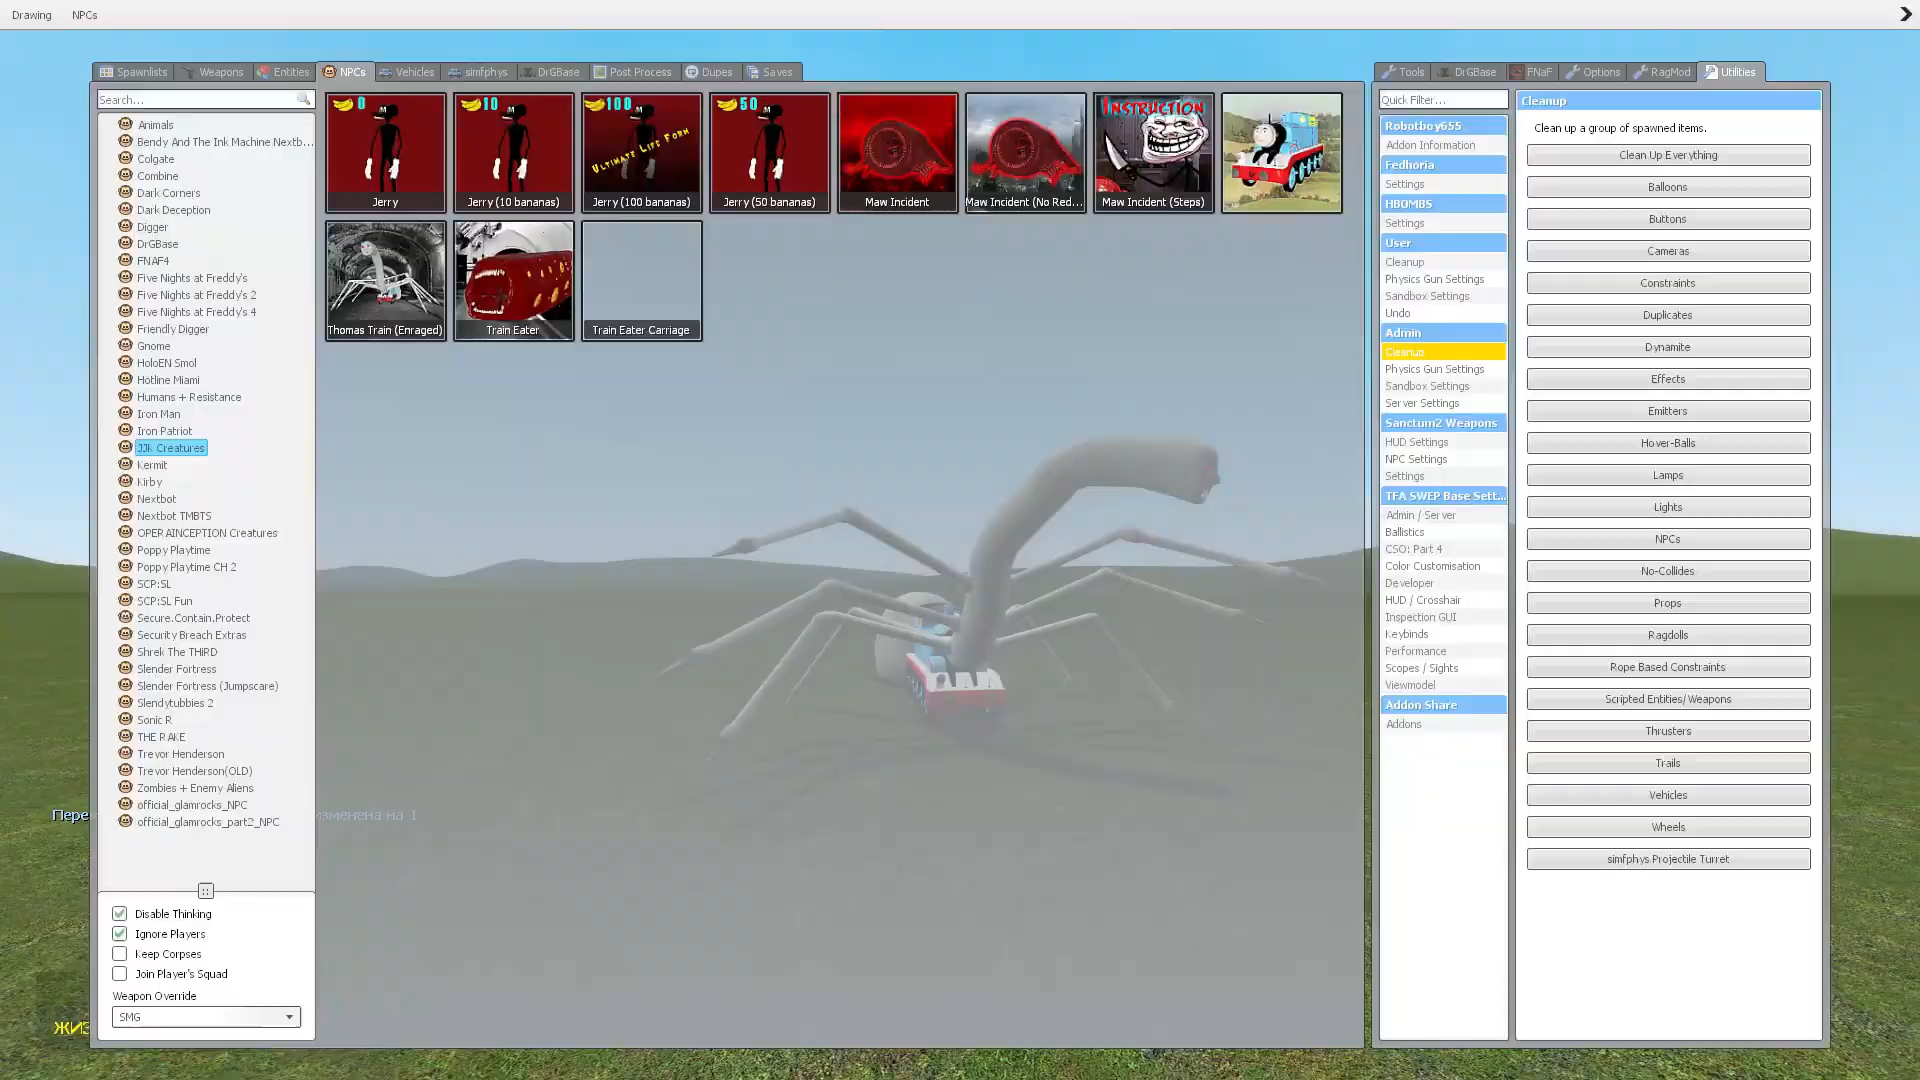 Drawing NPCs
Spawnlists Weapons Entities NPCs Vehicles simfphys DrGBase Post Process Dupes Saves
Search...
Animals
Bendy And The Ink Machine Nextb...
Colgate
Combine
Dark Corners
Dark Deception
Digger
DrGBase
FNAF4
Five Nights at Freddy's
Five Nights at Freddy's 2
Five Nights at Freddy's 4
Friendly Digger
Gnome
HoloEN Smol
Hotline Miami
Humans + Resistance
Iron Man
Iron Patriot
JJk Creatures
Kermit
Kirby
Nextbot
Nextbot TMBTS
OPERAINCEPTION Creatures
Poppy Playtime
Poppy Playtime CH 2
SCP:SL
SCP:SL Fun
Secure.Contain.Protect
Security Breach Extras
Shrek The THIRD
Slender Fortress
Slender Fortress (Jumpscare)
Slendytubbies 2
Sonic R
THE RAKE
Trevor Henderson
Trevor Henderson(OLD)
Zombies + Enemy Aliens
official_glamrocks_NPC
official_glamrocks_part2_NPC
Disable Thinking
Ignore Players
Keep Corpses
Join Player's Squad
Weapon Override
SMG
0
Jerry
10
Jerry (10 bananas)
100
ULTIMATE LIFE FORM
Jerry (100 bananas)
50
Jerry (50 bananas)
Maw Incident
Maw Incident (No Red...
INSTRUCTION
Maw Incident (Steps)
Thomas Train (Enraged)
Train Eater
Train Eater Carriage
Пере
изменена на 1
ЖИЗ
Tools DrGBase FNaF Options RagMod Utilities
Quick Filter...
Robotboy655
Addon Information
Fedhoria
Settings
HBOMBS
Settings
User
Cleanup
Physics Gun Settings
Sandbox Settings
Undo
Admin
Cleanup
Physics Gun Settings
Sandbox Settings
Server Settings
Sanctum2 Weapons
HUD Settings
NPC Settings
Settings
TFA SWEP Base Sett...
Admin / Server
Ballistics
CSO: Part 4
Color Customisation
Developer
HUD / Crosshair
Inspection GUI
Keybinds
Performance
Scopes / Sights
Viewmodel
Addon Share
Addons
Cleanup
Clean up a group of spawned items.
Clean Up Everything
Balloons
Buttons
Cameras
Constraints
Duplicates
Dynamite
Effects
Emitters
Hover-Balls
Lamps
Lights
NPCs
No-Collides
Props
Ragdolls
Rope Based Constraints
Scripted Entities/Weapons
Thrusters
Trails
Vehicles
Wheels
simfphys Projectile Turret